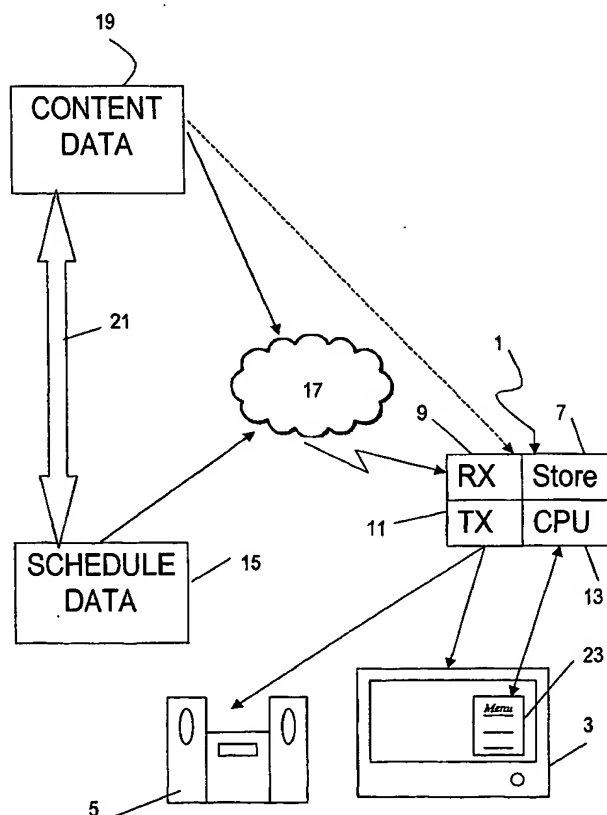 19
CONTENT
DATA
21
17
1
9
7
RX
Store
11
TX
CPU
13
SCHEDULE
DATA
15
23
Menu
3
5